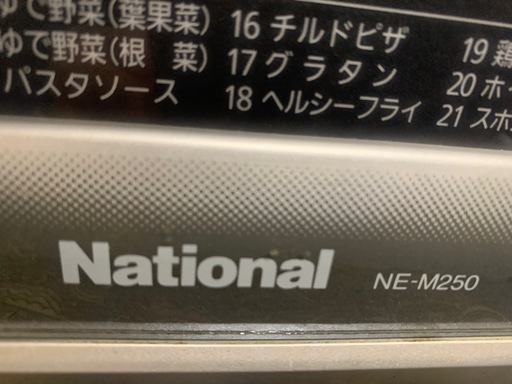 ゆで野菜(葉果菜) 16 チルドピザ 19 鶏
ゆで野菜(根 菜) 17 グラタン 20 ホイ
パスタソース 18 ヘルシーフライ 21 スポ
National NE-M250